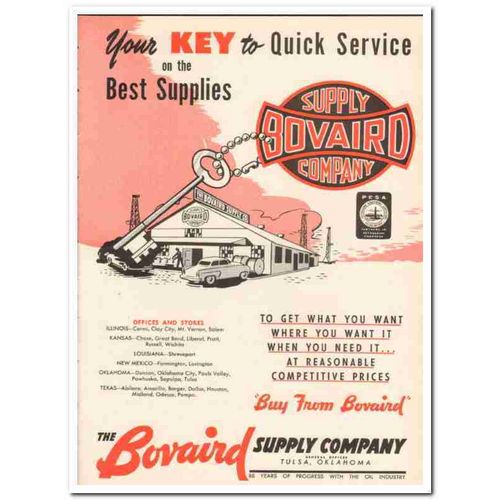 Your KEY to Quick Service
on the
Best Supplies
SUPPLY
BOVAIRD
COMPANY
PESA
THE BOVAIRD SUPPLY CO.
BOVAIRD
OFFICES AND STORES
ILLINOIS—Carmi, Clay City, Mt. Vernon, Salem
KANSAS—Chase, Great Bend, Liberal, Pratt,
Russell, Wichita
LOUISIANA—Shreveport
NEW MEXICO—Farmington, Lovington
OKLAHOMA—Duncan, Oklahoma City, Pauls Valley,
Pawhuska, Sapulpa, Tulsa
TEXAS—Abilene, Amarillo, Borger, Dallas, Houston,
Midland, Odessa, Pampa.
TO GET WHAT YOU WANT
WHERE YOU WANT IT
WHEN YOU NEED IT...
AT REASONABLE
COMPETITIVE PRICES
"Buy From Bovaird"
THE Bovaird SUPPLY COMPANY
GENERAL OFFICES
TULSA, OKLAHOMA
80 YEARS OF PROGRESS WITH THE OIL INDUSTRY